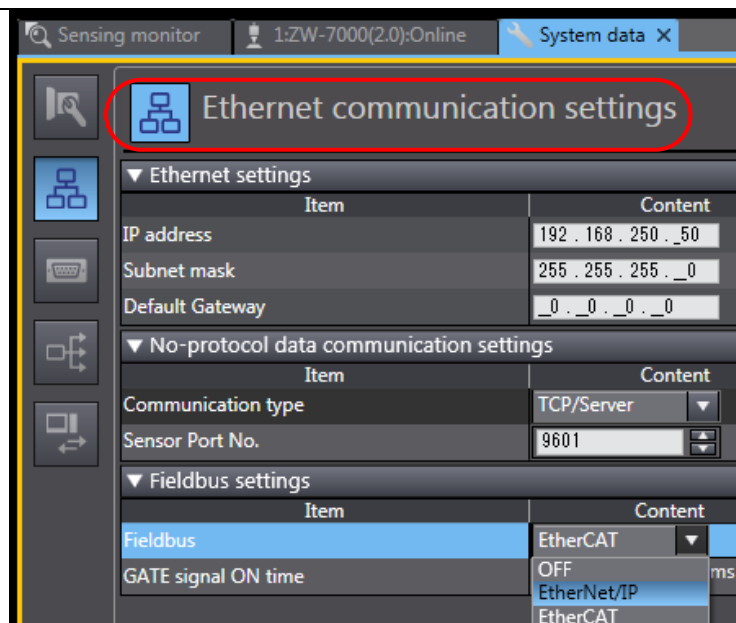 Sensing monitor 1:ZW-7000(2.0):Online System data
Ethernet communication settings
▼ Ethernet settings
Item Content
IP address 192 . 168 . 250 . _50
Subnet mask 255 . 255 . 255 . _0
Default Gateway _0 . _0 . _0 . _0
▼ No-protocol data communication settings
Item Content
Communication type TCP/Server
Sensor Port No. 9601
▼ Fieldbus settings
Item Content
Fieldbus EtherCAT
OFF
GATE signal ON time ms
EtherNet/IP
EtherCAT